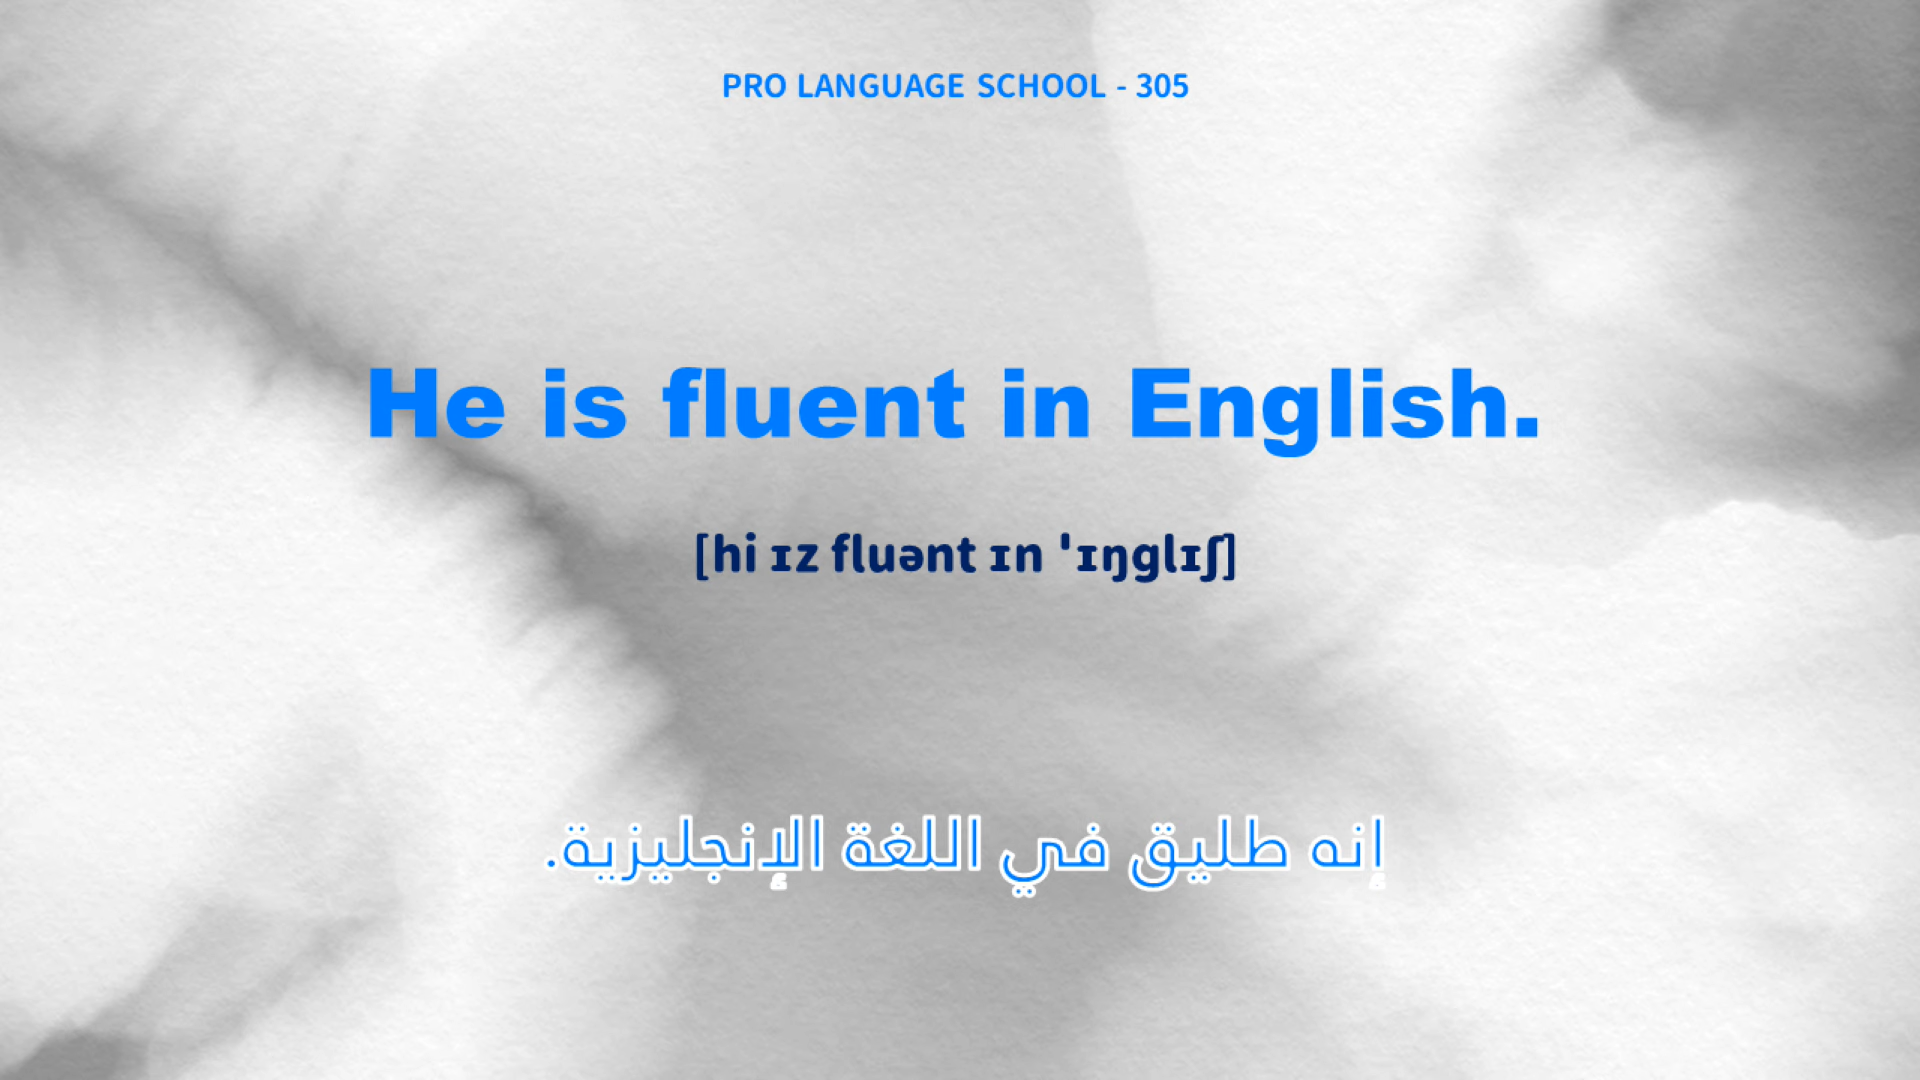 PRO LANGUAGE SCHOOL - 305
He is fluent in English.
[hi ɪz fluənt ɪn ˈɪŋglɪʃ]
إنه طليق في اللغة الإنجليزية.